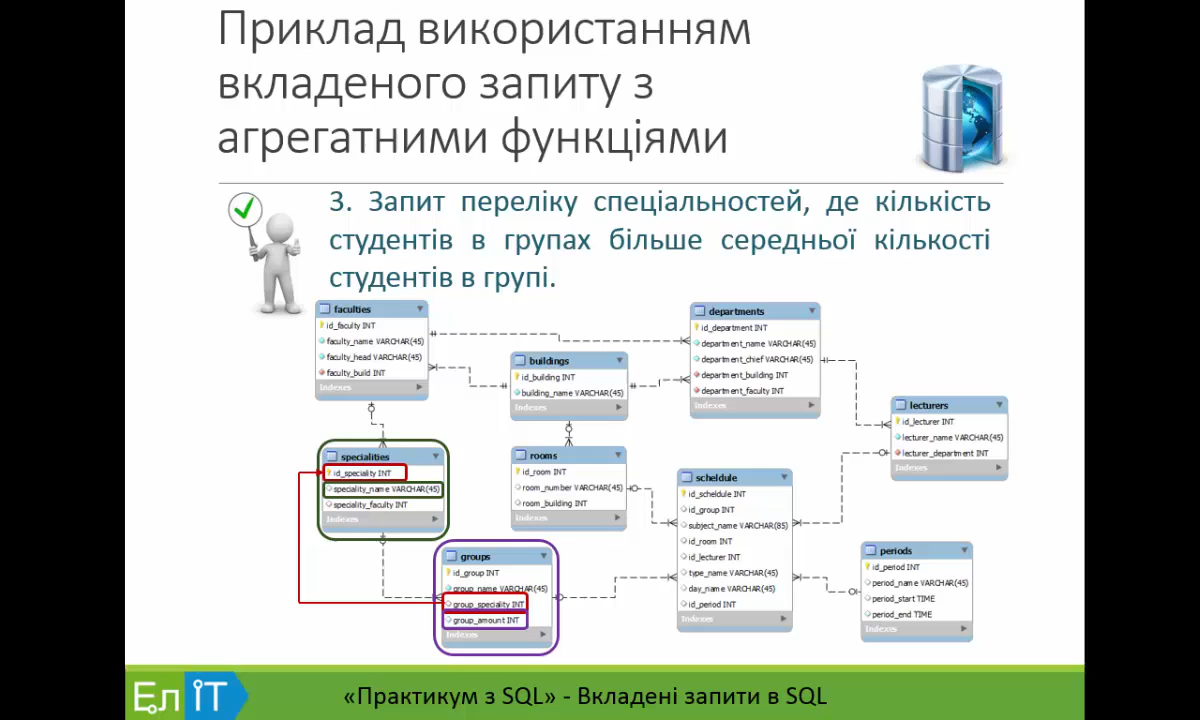 Приклад використанням
вкладеного запиту з
агрегатними функціями
3. Запит переліку спеціальностей, де кількість
студентів в групах більше середньої кількості
студентів в групі.
faculties
id_faculty INT
faculty_name VARCHAR(45)
faculty_head VARCHAR(45)
faculty_build INT
Indexes
departments
id_department INT
department_name VARCHAR(45)
department_chief VARCHAR(45)
department_building INT
department_faculty INT
Indexes
buildings
id_building INT
building_name VARCHAR(45)
Indexes
lecturers
id_lecturer INT
lecturer_name VARCHAR(45)
lecturer_department INT
Indexes
specialities
id_speciality INT
speciality_name VARCHAR(45)
speciality_faculty INT
Indexes
rooms
id_room INT
room_number VARCHAR(45)
room_building INT
Indexes
scheldule
id_scheldule INT
id_group INT
subject_name VARCHAR(85)
id_room INT
id_lecturer INT
type_name VARCHAR(45)
day_name VARCHAR(45)
id_period INT
Indexes
groups
id_group INT
group_name VARCHAR(45)
group_speciality INT
group_amount INT
Indexes
periods
id_period INT
period_name VARCHAR(45)
period_start TIME
period_end TIME
Indexes
Ел ІТ
«Практикум з SQL» - Вкладені запити в SQL